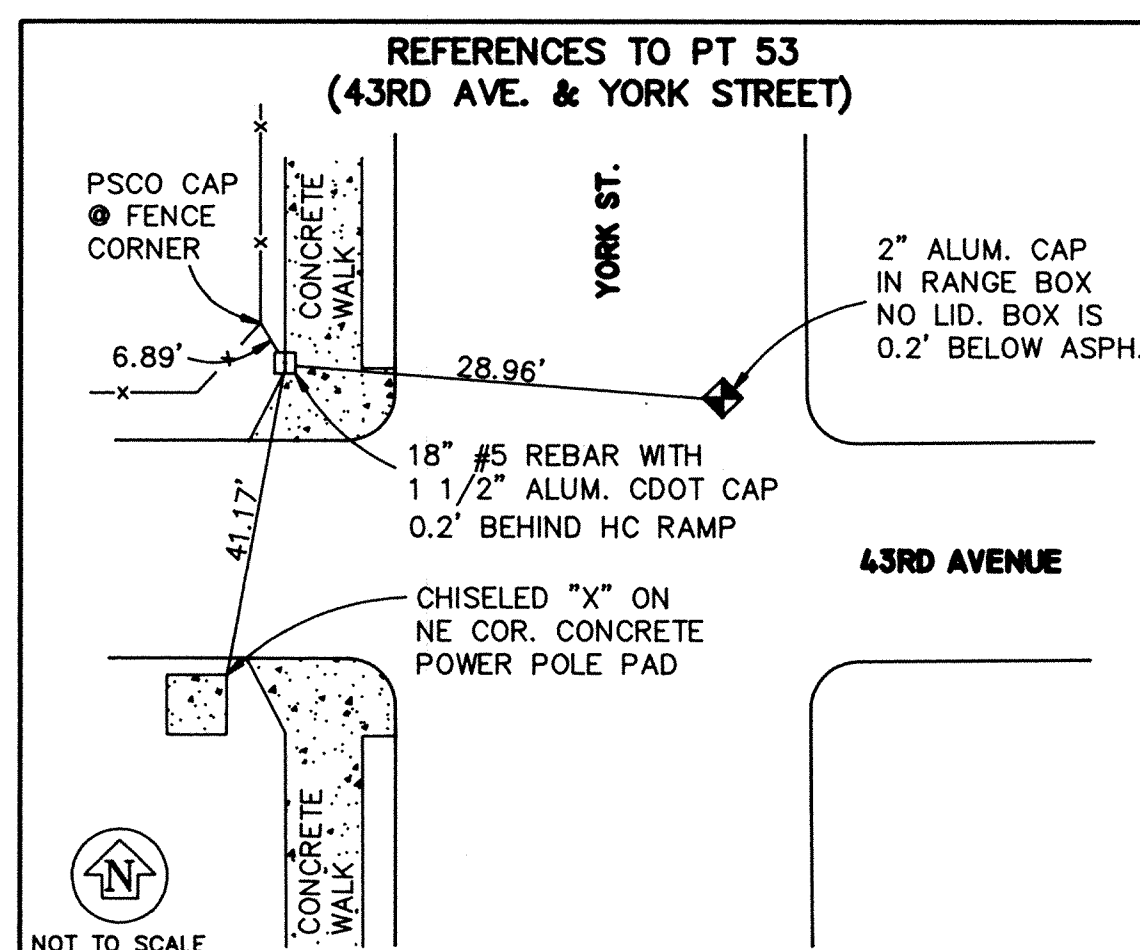 REFERENCES TO PT 53
(43RD AVE. & YORK STREET)
PSCO CAP
@ FENCE
CORNER
CONCRETE
WALK
YORK ST.
2" ALUM. CAP
IN RANGE BOX
NO LID. BOX IS
0.2' BELOW ASPH.
6.89'
28.96'
18" #5 REBAR WITH
1 1/2" ALUM. CDOT CAP
0.2' BEHIND HC RAMP
41.17'
43RD AVENUE
CHISELED "X" ON
NE COR. CONCRETE
POWER POLE PAD
CONCRETE
WALK
N
NOT TO SCALE